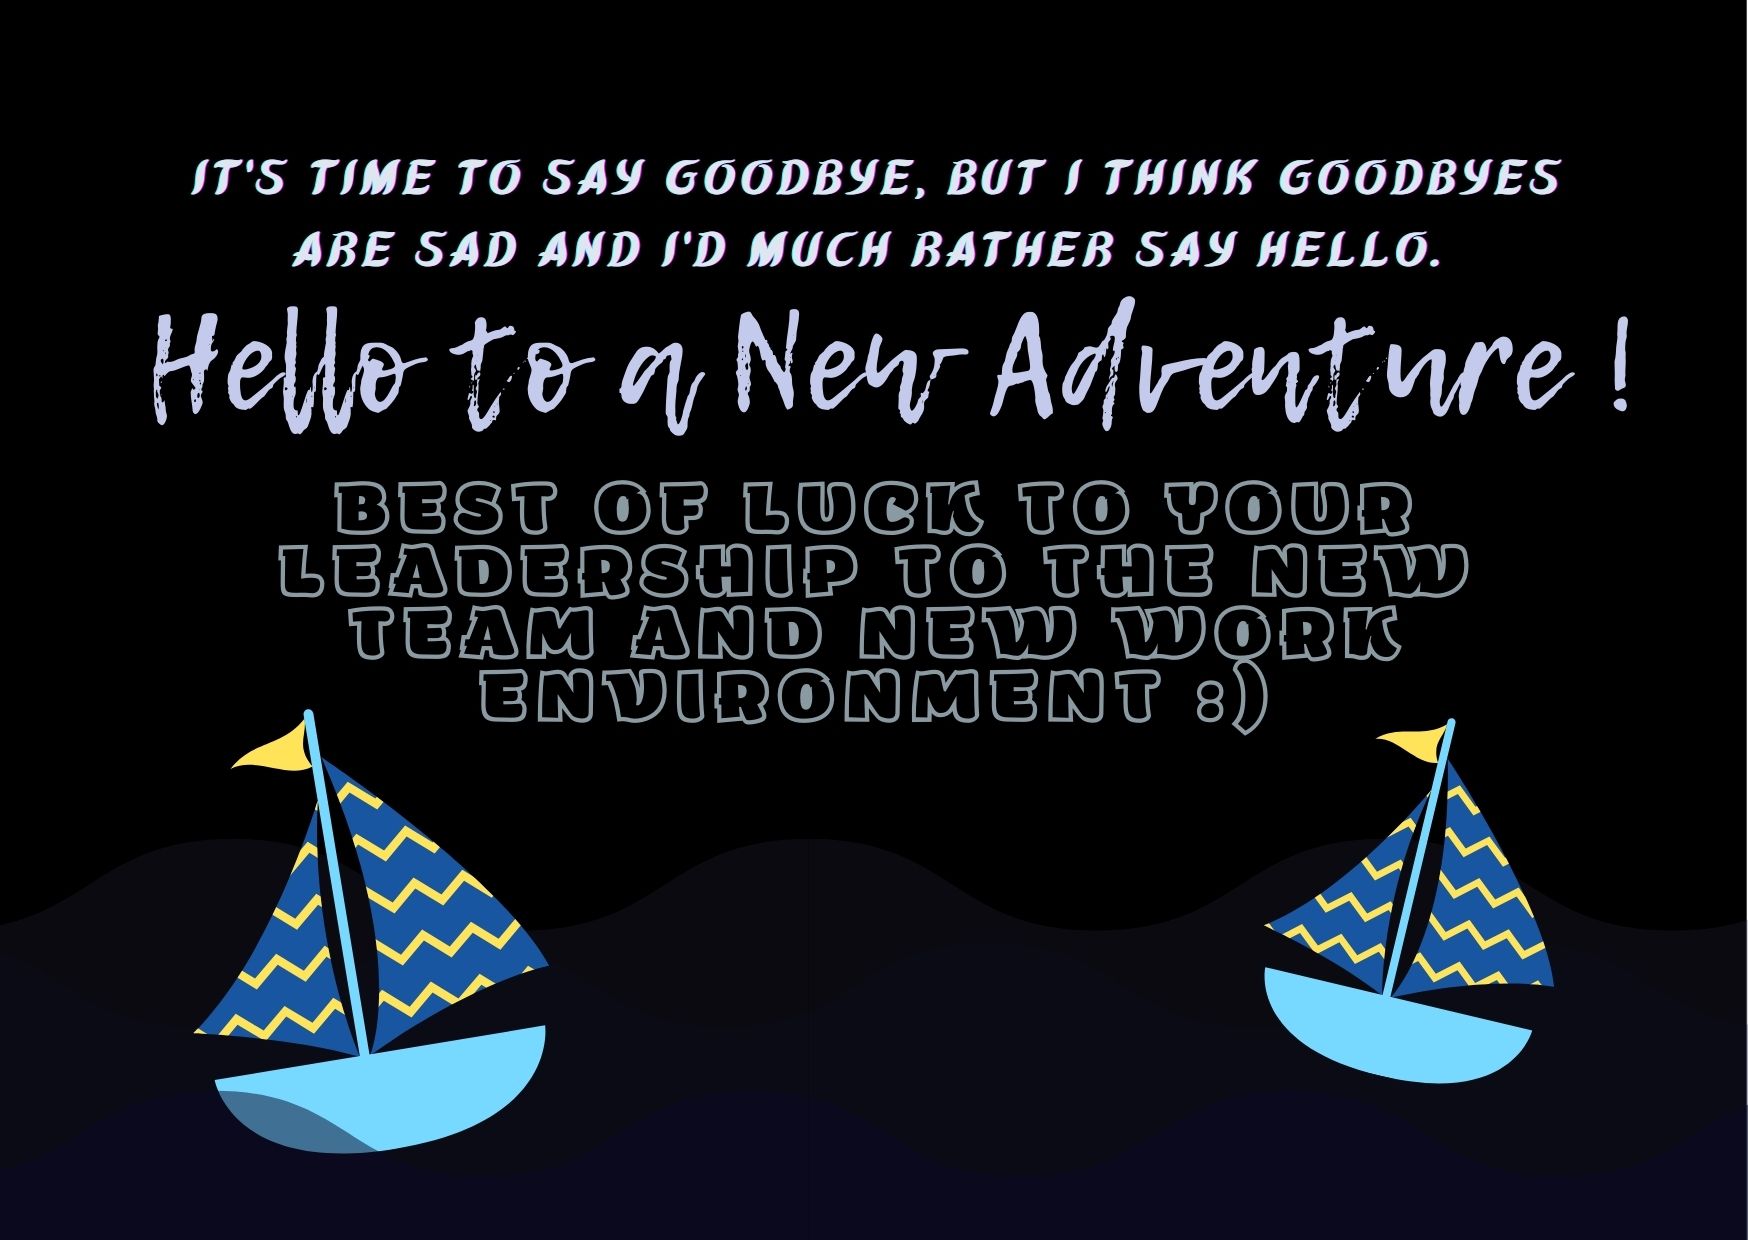 IT'S TIME TO SAY GOODBYE, BUT I THINK GOODBYES
ARE SAD AND I'D MUCH RATHER SAY HELLO.
Hello to a New Adventure !
BEST OF LUCK TO YOUR
LEADERSHIP TO THE NEW
TEAM AND NEW WORK
ENVIRONMENT :)